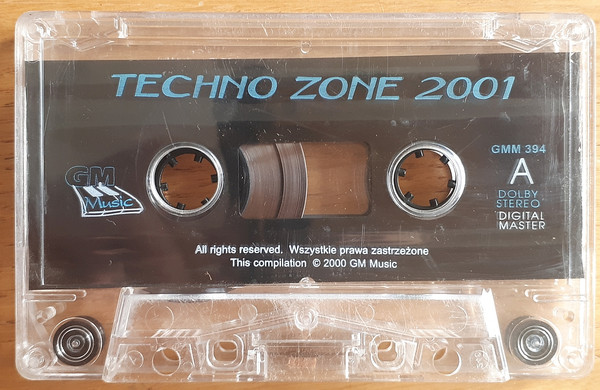 TECHNO ZONE 2001
GM
Music
GMM 394
A
DOLBY
STEREO
DIGITAL
MASTER
All rights reserved. Wszystkie prawa zastrzeżone
This compilation © 2000 GM Music